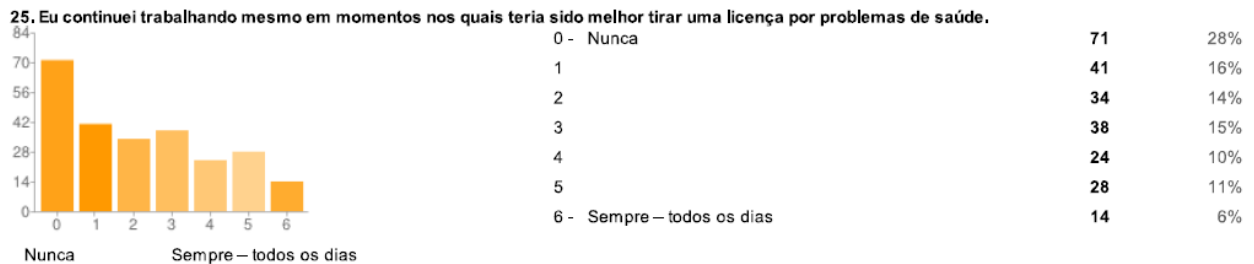 25. Eu continuei trabalhando mesmo em momentos nos quais teria sido melhor tirar uma licença por problemas de saúde.
84
70
56
42
28
14
0
0 1 2 3 4 5 6
Nunca Sempre – todos os dias
0 - Nunca 71 28%
1 41 16%
2 34 14%
3 38 15%
4 24 10%
5 28 11%
6 - Sempre – todos os dias 14 6%